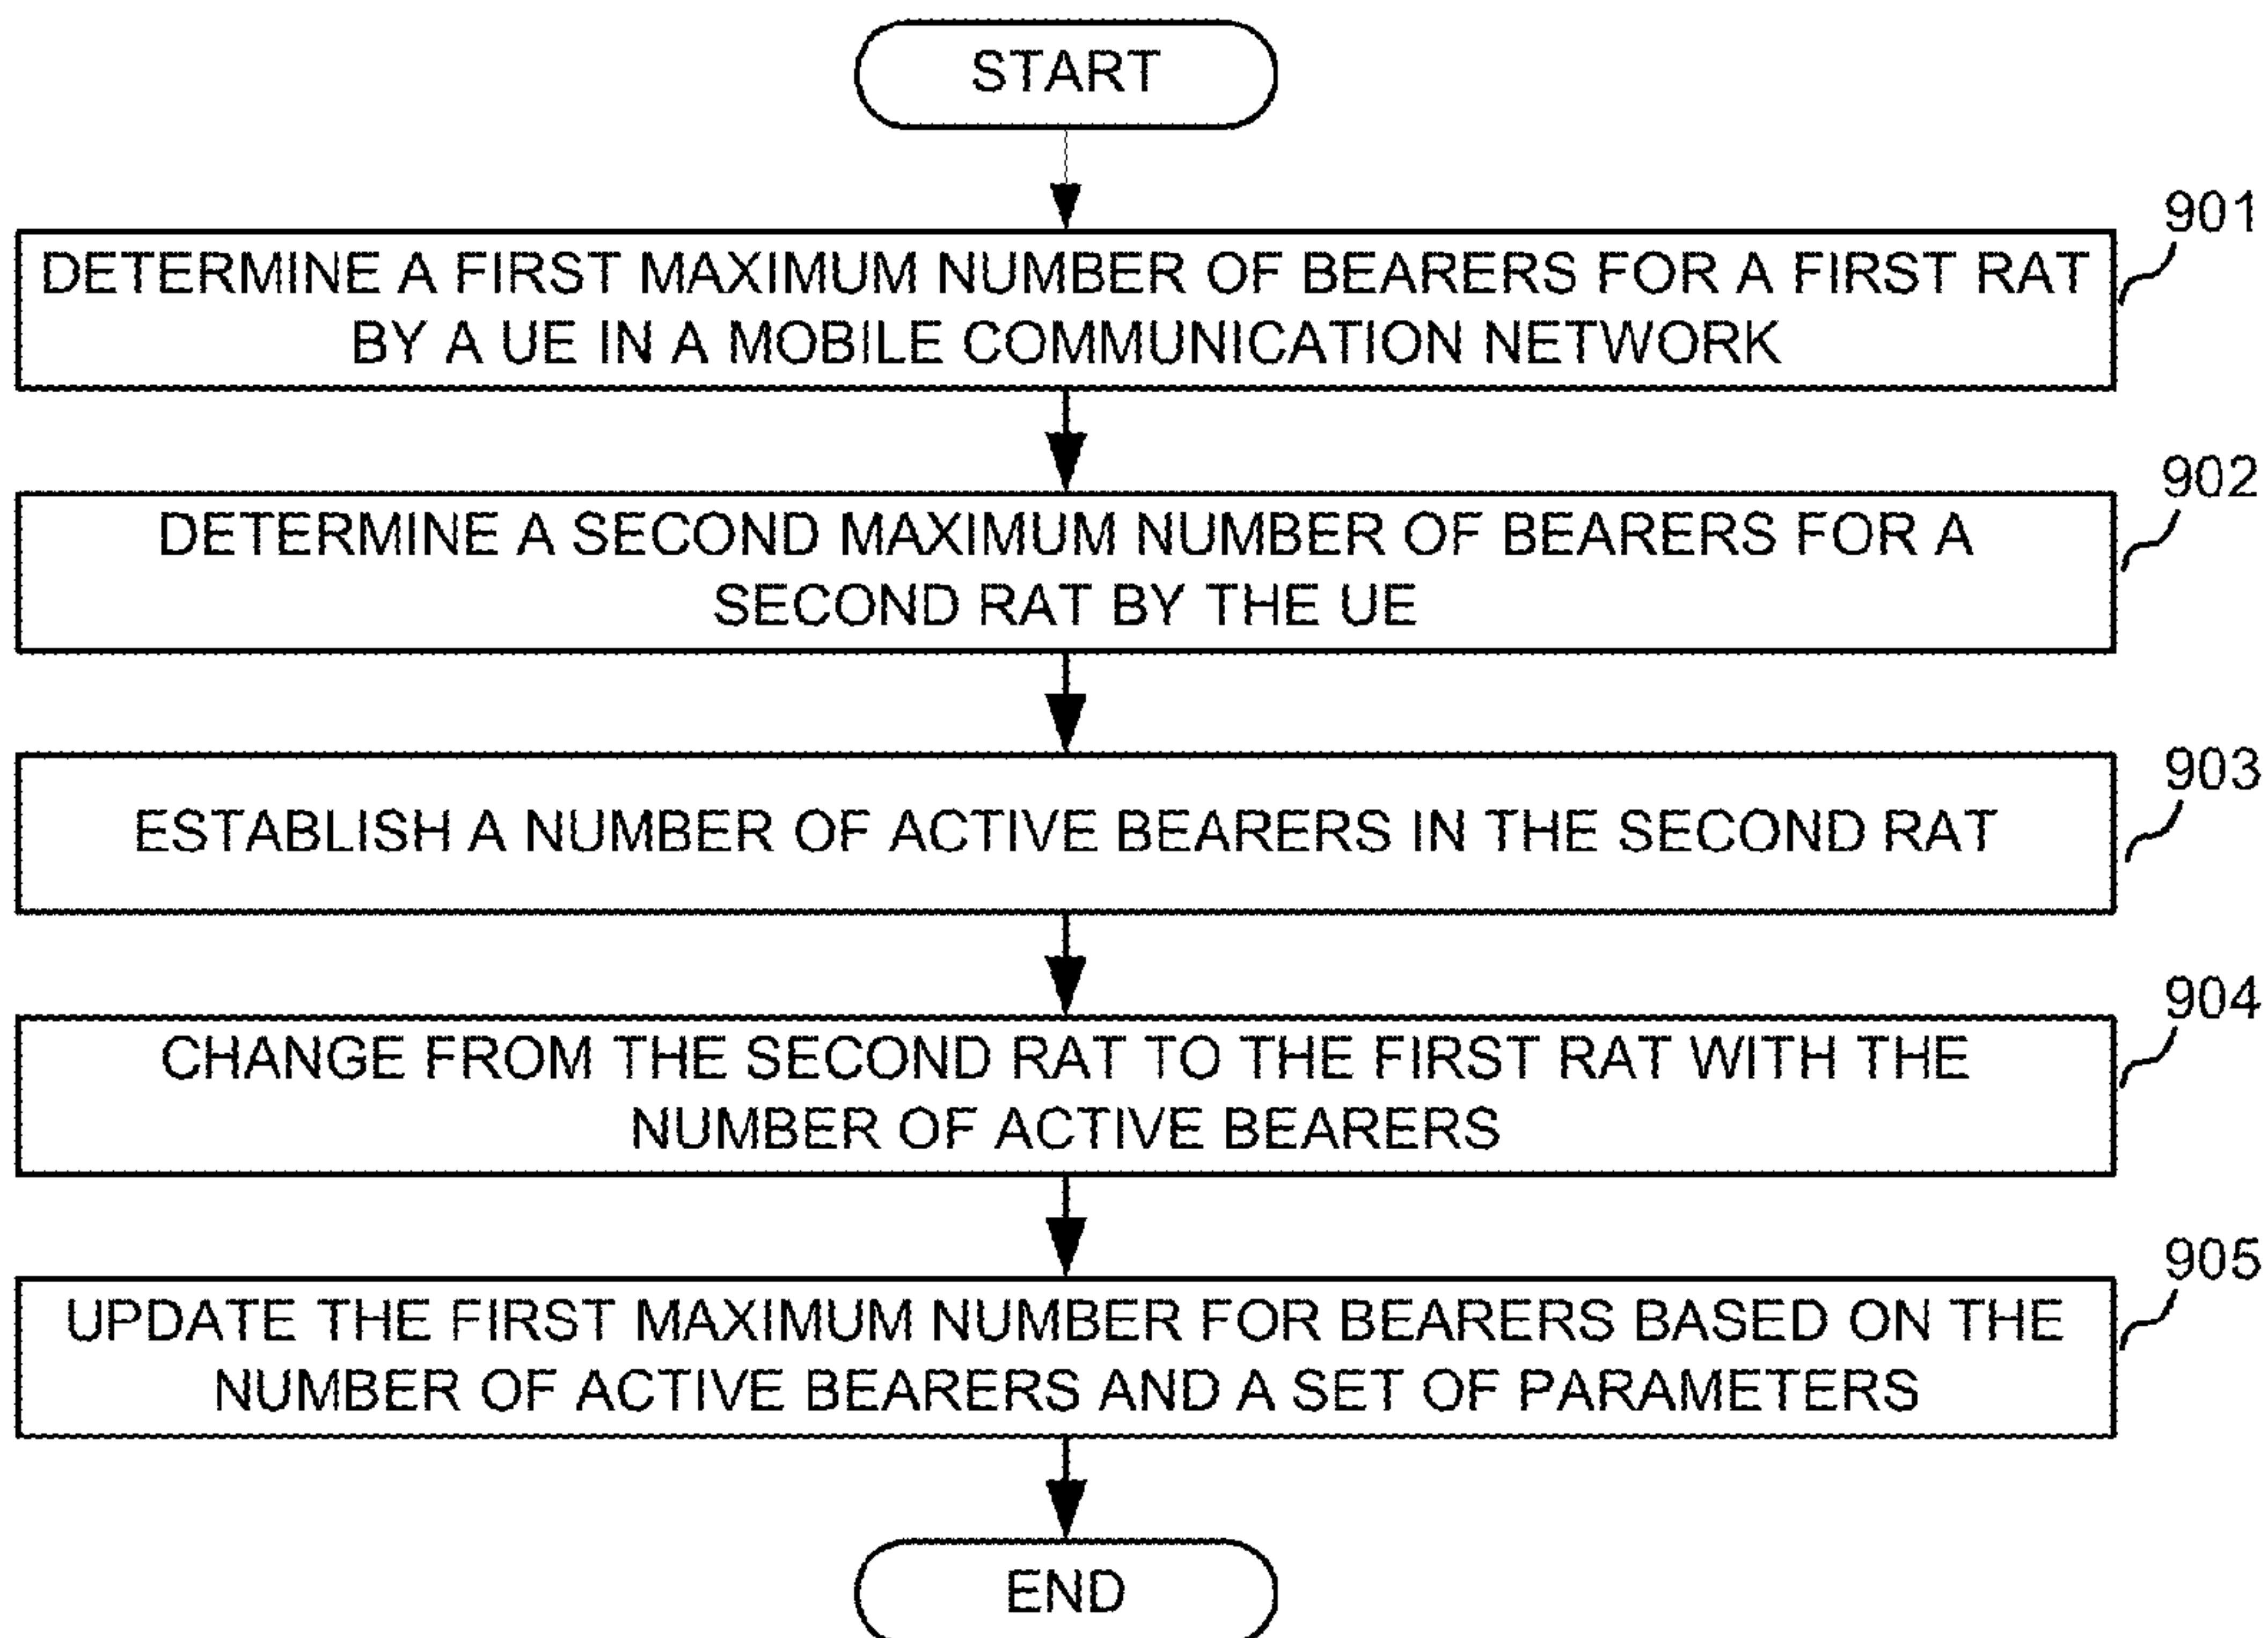 START
901
DETERMINE A FIRST MAXIMUM NUMBER OF BEARERS FOR A FIRST RAT
BY A UE IN A MOBILE COMMUNICATION NETWORK
902
DETERMINE A SECOND MAXIMUM NUMBER OF BEARERS FOR A
SECOND RAT BY THE UE
903
ESTABLISH A NUMBER OF ACTIVE BEARERS IN THE SECOND RAT
904
CHANGE FROM THE SECOND RAT TO THE FIRST RAT WITH THE
NUMBER OF ACTIVE BEARERS
905
UPDATE THE FIRST MAXIMUM NUMBER FOR BEARERS BASED ON THE
NUMBER OF ACTIVE BEARERS AND A SET OF PARAMETERS
END